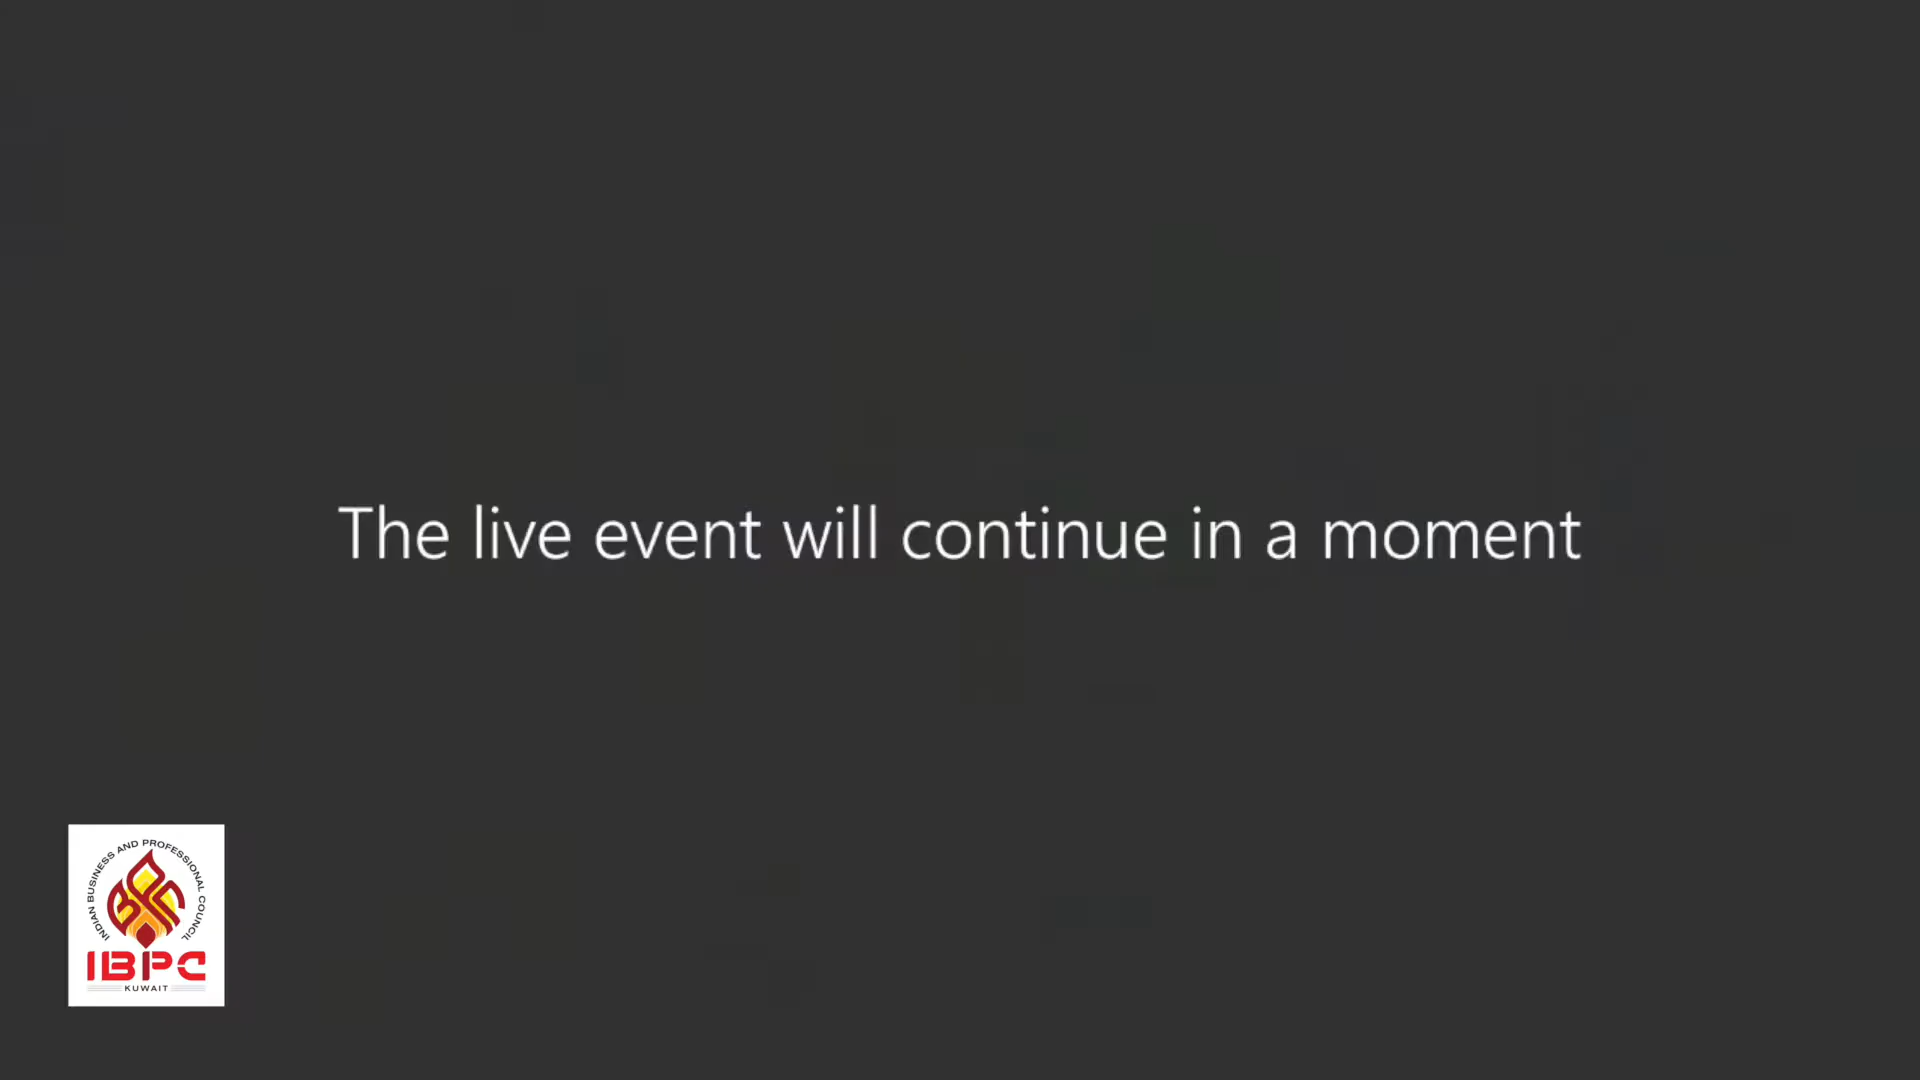 The live event will continue in a moment
INDIAN BUSINESS AND PROFESSIONAL COUNCIL
IBPC
KUWAIT